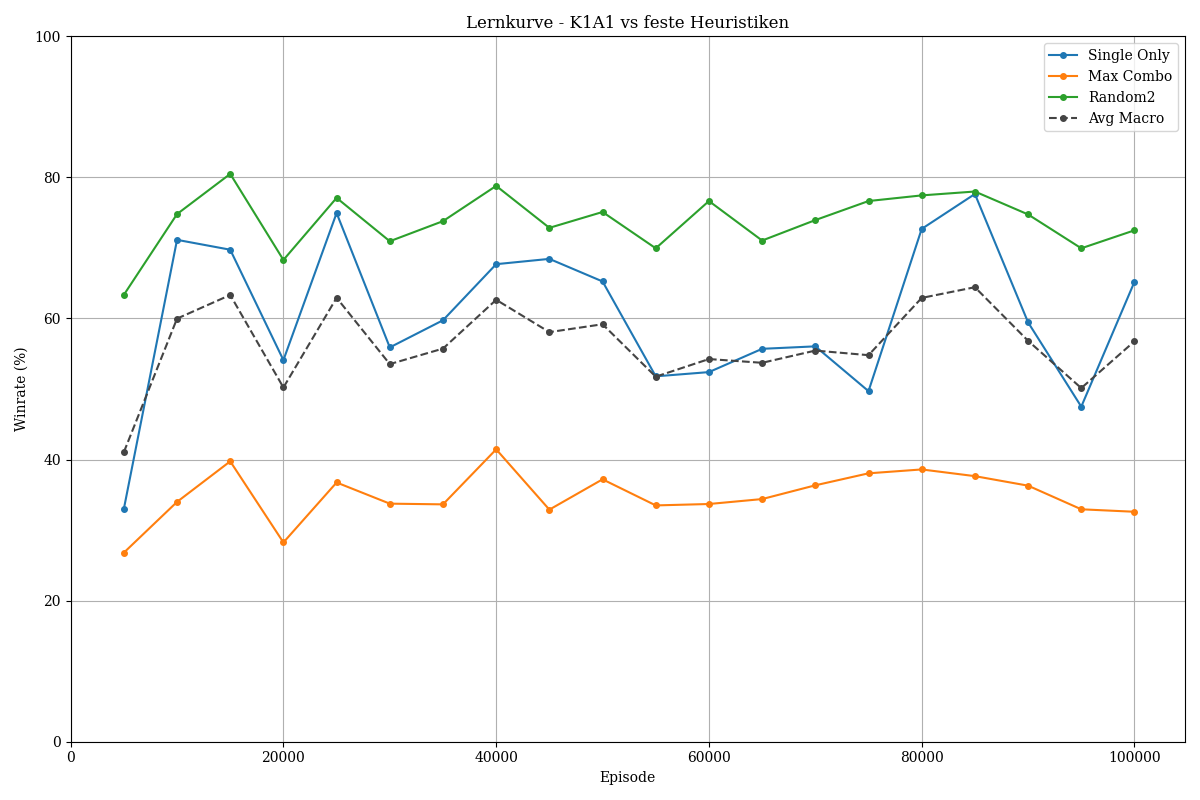 Lernkurve - K1A1 vs feste Heuristiken
Single Only
Max Combo
Random2
Avg Macro
Winrate (%)
100
80
60
40
20
0
0 20000 40000 60000 80000 100000
Episode